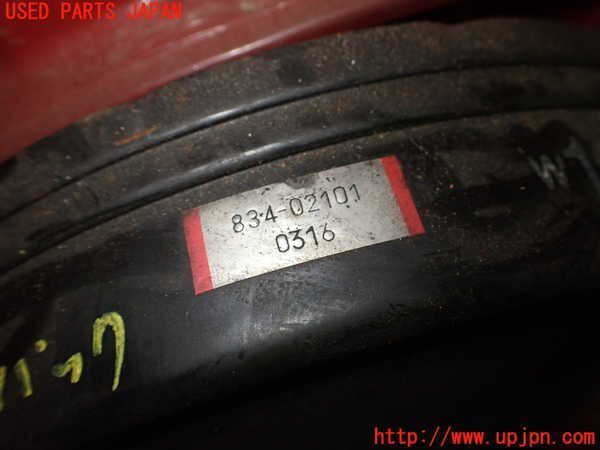 USED PARTS JAPAN
834-02101
0316
W
http://www.upjpn.com/